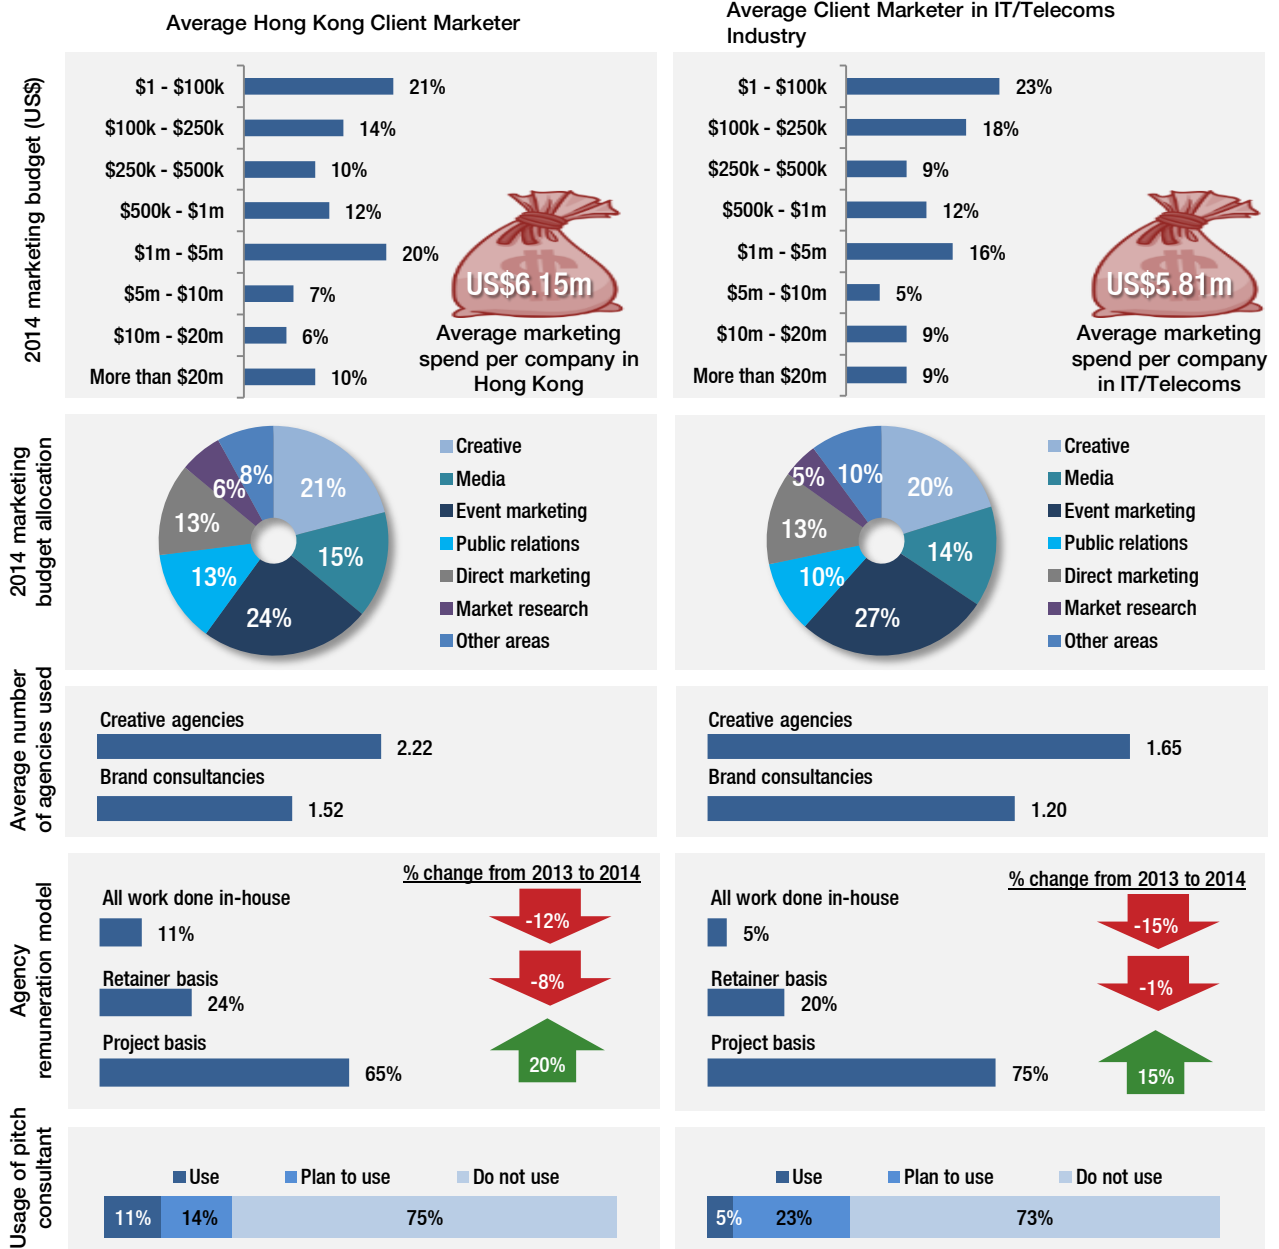 Average Hong Kong Client Marketer
Average Client Marketer in IT/Telecoms
Industry
2014 marketing budget (US$)
$1 - $100k 21%
$100k - $250k 14%
$250k - $500k 10%
$500k - $1m 12%
$1m - $5m 20%
$5m - $10m 7%
$10m - $20m 6%
More than $20m 10%
US$6.15m
Average marketing
spend per company in
Hong Kong
$1 - $100k 23%
$100k - $250k 18%
$250k - $500k 9%
$500k - $1m 12%
$1m - $5m 16%
$5m - $10m 5%
$10m - $20m 9%
More than $20m 9%
US$5.81m
Average marketing
spend per company
in IT/Telecoms
2014 marketing
budget allocation
21%
15%
24%
13%
13%
6%
8%
Creative
Media
Event marketing
Public relations
Direct marketing
Market research
Other areas
20%
14%
27%
10%
13%
5%
10%
Creative
Media
Event marketing
Public relations
Direct marketing
Market research
Other areas
Average number
of agencies used
Creative agencies
2.22
Brand consultancies
1.52
Creative agencies
1.65
Brand consultancies
1.20
Agency
remuneration model
% change from 2013 to 2014
All work done in-house
11% -12%
Retainer basis
24% -8%
Project basis
65% 20%
% change from 2013 to 2014
All work done in-house
5% -15%
Retainer basis
20% -1%
Project basis
75% 15%
Usage of pitch
consultant
Use Plan to use Do not use
11% 14% 75%
Use Plan to use Do not use
5% 23% 73%